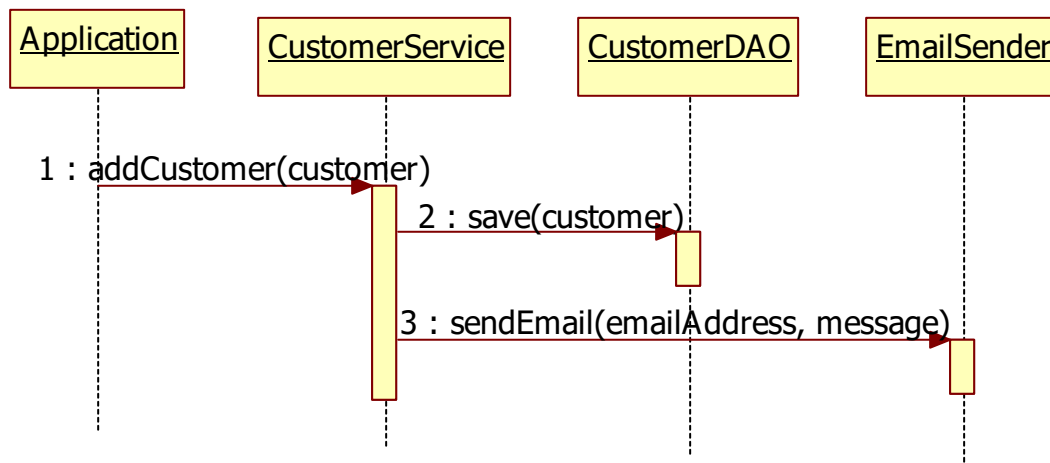 Application
CustomerService
CustomerDAO
EmailSender
1 : addCustomer(customer)
2 : save(customer)
3 : sendEmail(emailAddress, message)